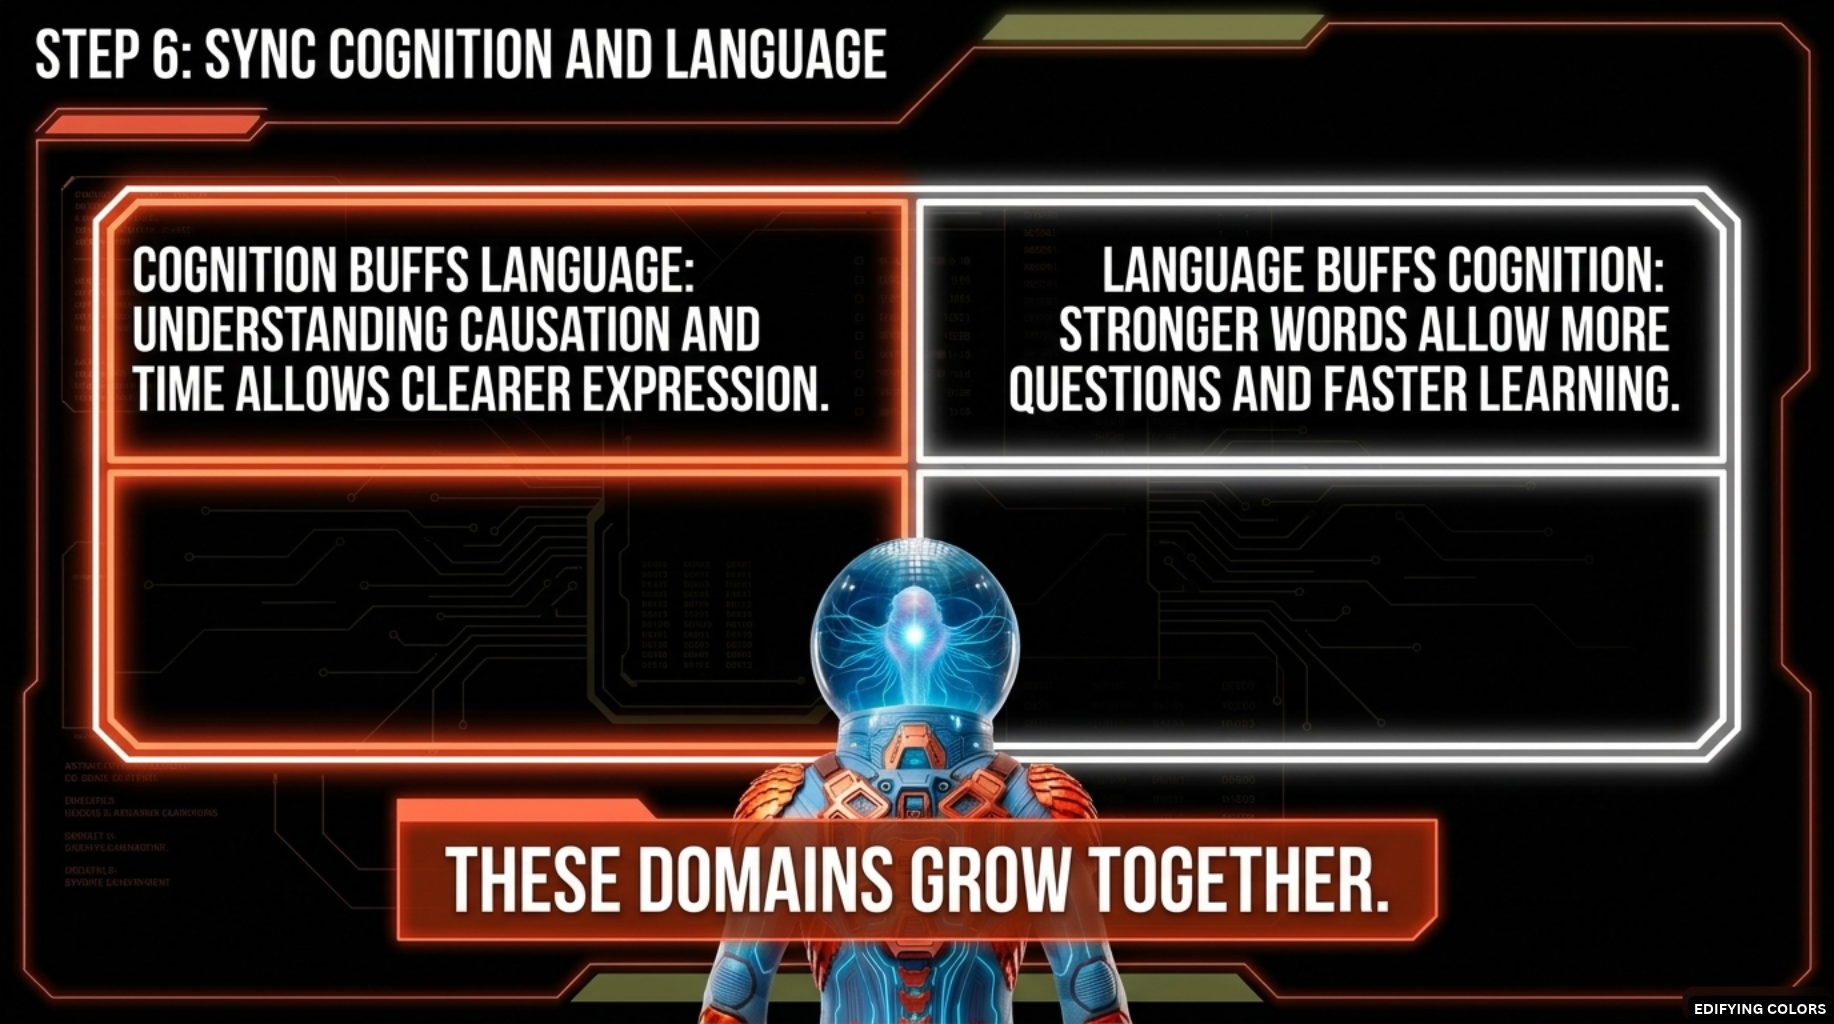 STEP 6: SYNC COGNITION AND LANGUAGE
COGNITION BUFFS LANGUAGE:
UNDERSTANDING CAUSATION AND
TIME ALLOWS CLEARER EXPRESSION.
LANGUAGE BUFFS COGNITION:
STRONGER WORDS ALLOW MORE
QUESTIONS AND FASTER LEARNING.
THESE DOMAINS GROW TOGETHER.
EDIFYING COLORS